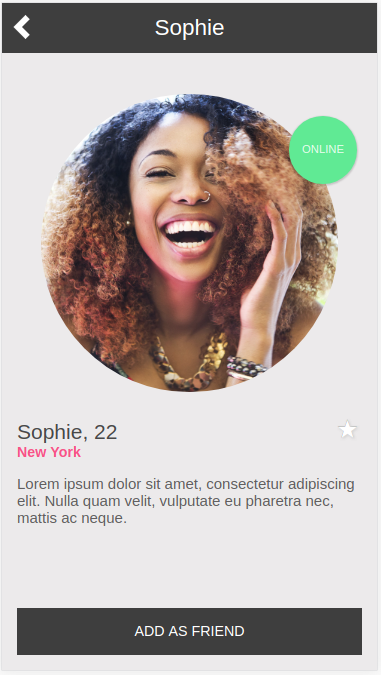 Sophie
ONLINE
Sophie, 22
New York
Lorem ipsum dolor sit amet, consectetur adipiscing
elit. Nulla quam velit, vulputate eu pharetra nec,
mattis ac neque.
ADD AS FRIEND